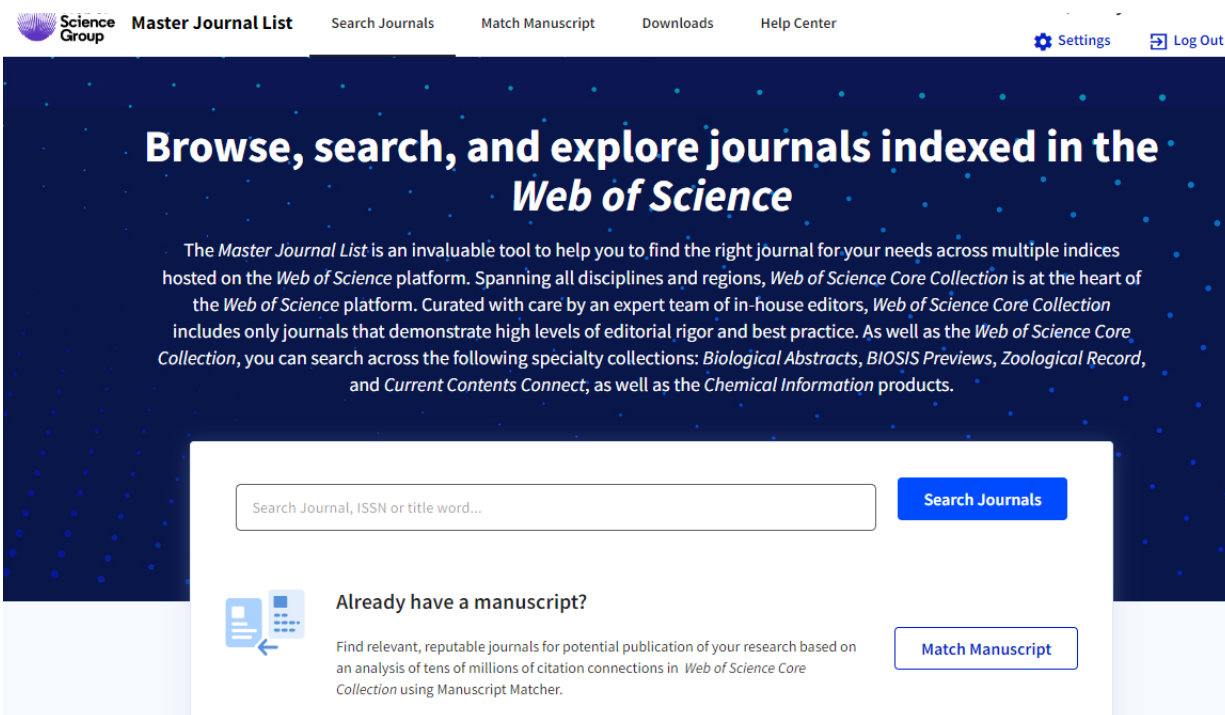 Science
Group
Master Journal List
Search Journals
Match Manuscript
Downloads
Help Center
Settings
Log Out
Browse, search, and explore journals indexed in the
Web of Science
The Master Journal List is an invaluable tool to help you to find the right journal for your needs across multiple indices
hosted on the Web of Science platform. Spanning all disciplines and regions, Web of Science Core Collection is at the heart of
the Web of Science platform. Curated with care by an expert team of in-house editors, Web of Science Core Collection
includes only journals that demonstrate high levels of editorial rigor and best practice. As well as the Web of Science Core
Collection, you can search across the following specialty collections: Biological Abstracts, BIOSIS Previews, Zoological Record,
and Current Contents Connect, as well as the Chemical Information products.
Search Journal, ISSN or title word...
Search Journals
Already have a manuscript?
Find relevant, reputable journals for potential publication of your research based on
an analysis of tens of millions of citation connections in Web of Science Core
Collection using Manuscript Matcher.
Match Manuscript